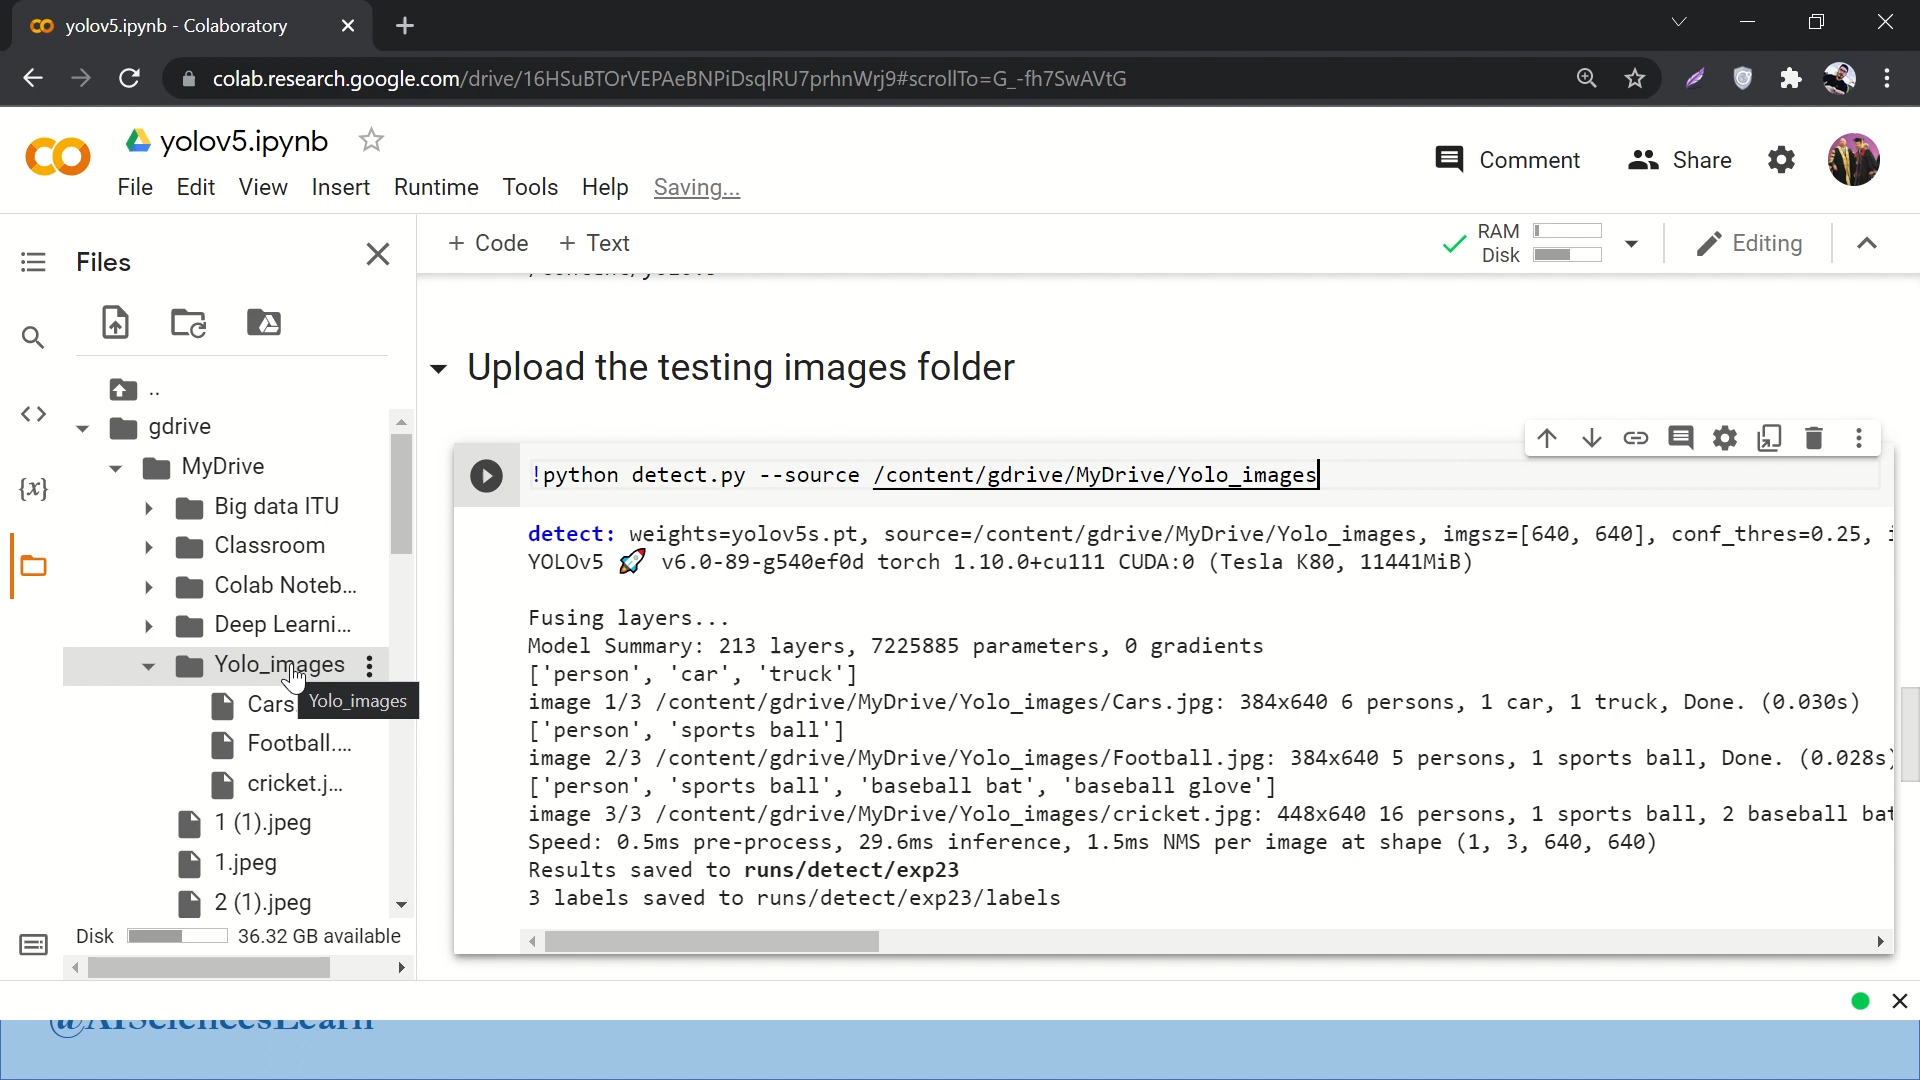 yolov5.ipynb - Colaboratory
colab.research.google.com/drive/16HSuBTOrVEPAeBNPiDsqlRU7prhnWrj9#scrollTo=G_-fh7SwAVtG
yolov5.ipynb
Comment
Share
File Edit View Insert Runtime Tools Help Saving...
Files
+ Code + Text
RAM
Disk
Editing
..
gdrive
MyDrive
Big data ITU
Classroom
Colab Noteb...
Deep Learni...
Yolo_images
Yolo_images
Cars.
Football....
cricket.j...
1 (1).jpeg
1.jpeg
2 (1).jpeg
Disk 36.32 GB available
{x}
Upload the testing images folder
!python detect.py --source /content/gdrive/MyDrive/Yolo_images
detect: weights=yolov5s.pt, source=/content/gdrive/MyDrive/Yolo_images, imgsz=[640, 640], conf_thres=0.25,
YOLOv5 🚀 v6.0-89-g540ef0d torch 1.10.0+cu111 CUDA:0 (Tesla K80, 11441MiB)
Fusing layers...
Model Summary: 213 layers, 7225885 parameters, 0 gradients
['person', 'car', 'truck']
image 1/3 /content/gdrive/MyDrive/Yolo_images/Cars.jpg: 384x640 6 persons, 1 car, 1 truck, Done. (0.030s)
['person', 'sports ball']
image 2/3 /content/gdrive/MyDrive/Yolo_images/Football.jpg: 384x640 5 persons, 1 sports ball, Done. (0.028s)
['person', 'sports ball', 'baseball bat', 'baseball glove']
image 3/3 /content/gdrive/MyDrive/Yolo_images/cricket.jpg: 448x640 16 persons, 1 sports ball, 2 baseball bat
Speed: 0.5ms pre-process, 29.6ms inference, 1.5ms NMS per image at shape (1, 3, 640, 640)
Results saved to runs/detect/exp23
3 labels saved to runs/detect/exp23/labels
@AISciencesLearn